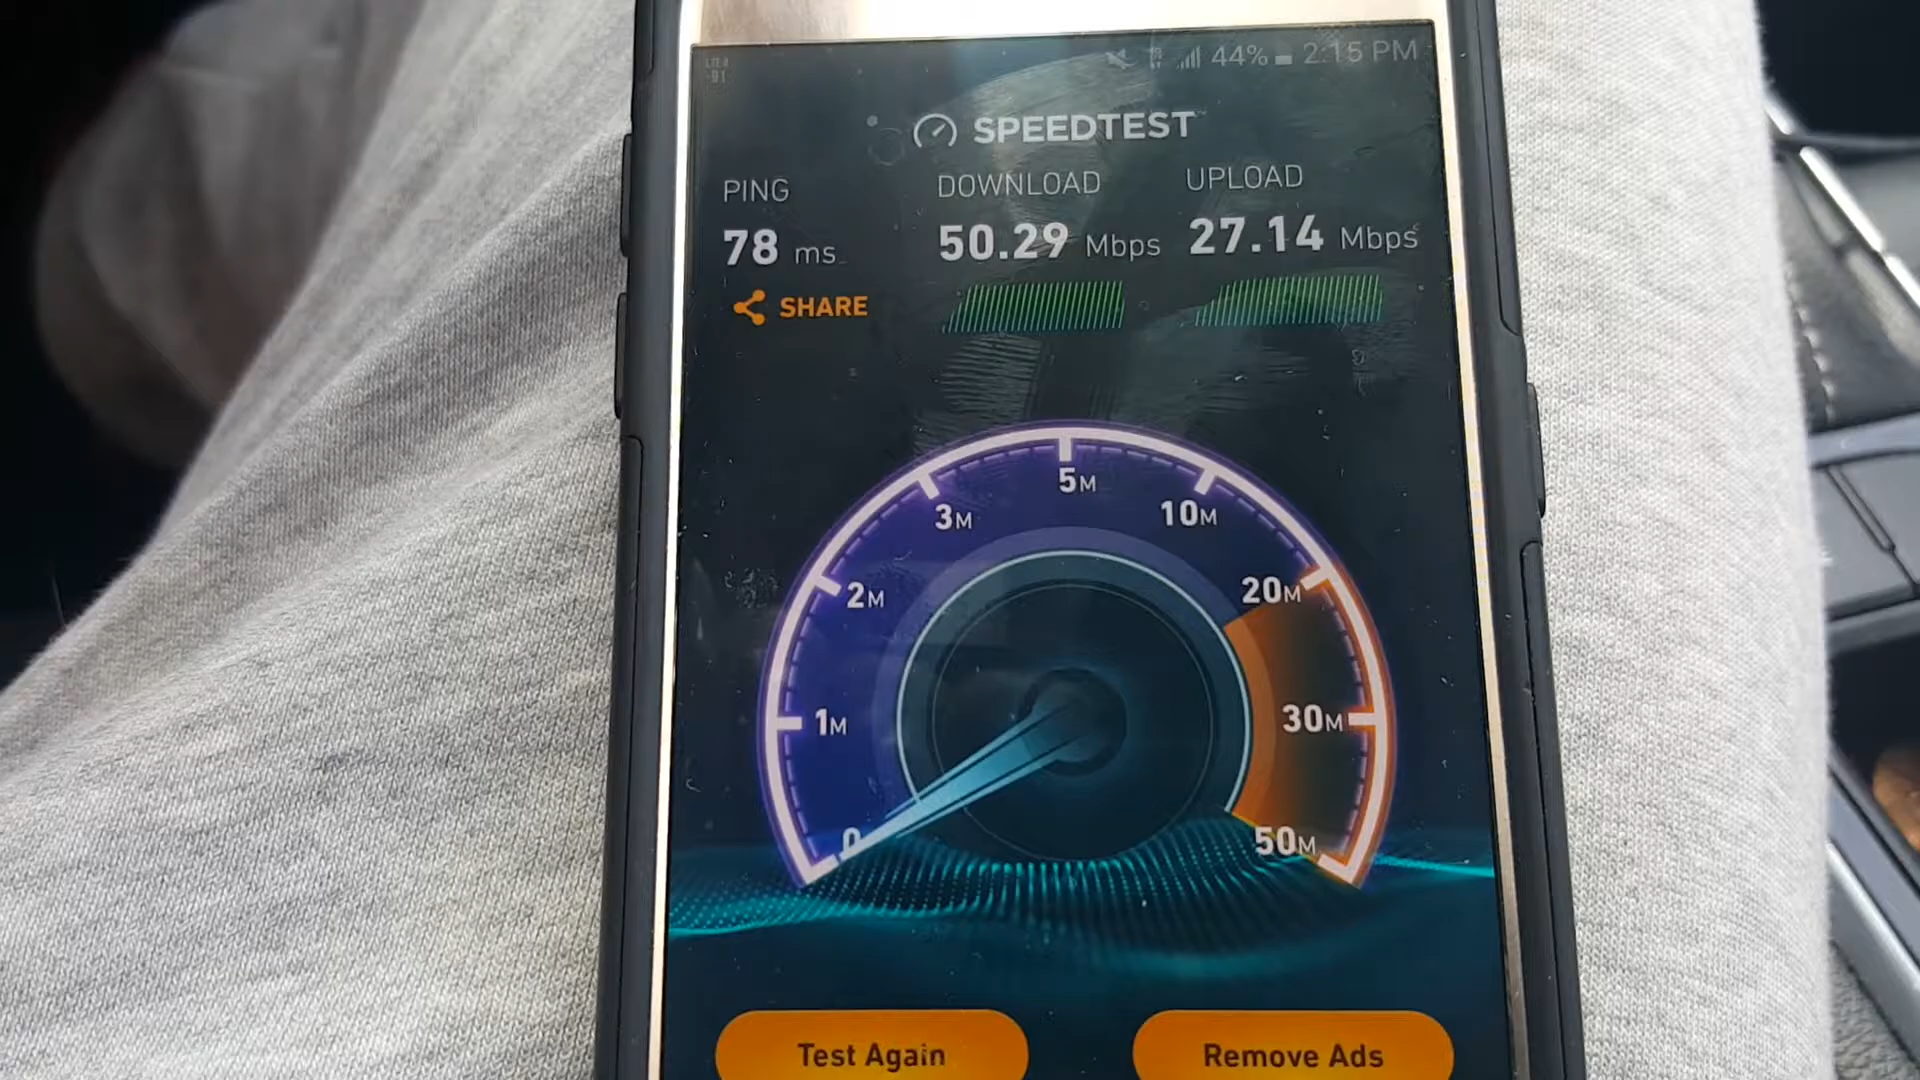 44% 2:15 PM
SPEEDTEST
PING DOWNLOAD UPLOAD
78 ms 50.29 Mbps 27.14 Mbps
SHARE
5M
3M 10M
2M 20M
1M 30M
0 50M
Test Again Remove Ads